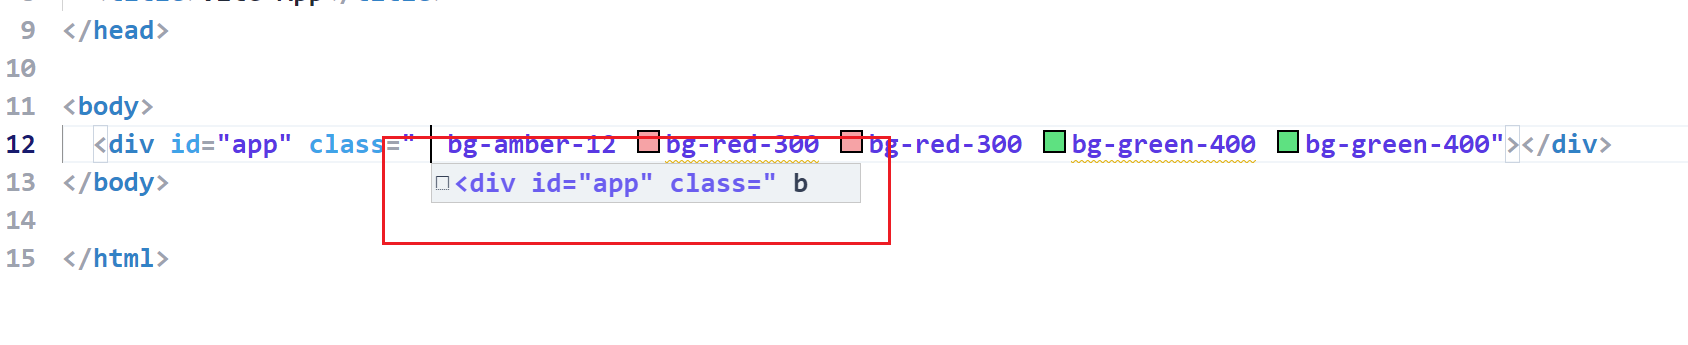 9 </head>
10
11 <body>
12 <div id="app" class=" bg-amber-12 bg-red-300 bg-red-300 bg-green-400 bg-green-400"></div>
<div id="app" class=" b
13 </body>
14
15 </html>